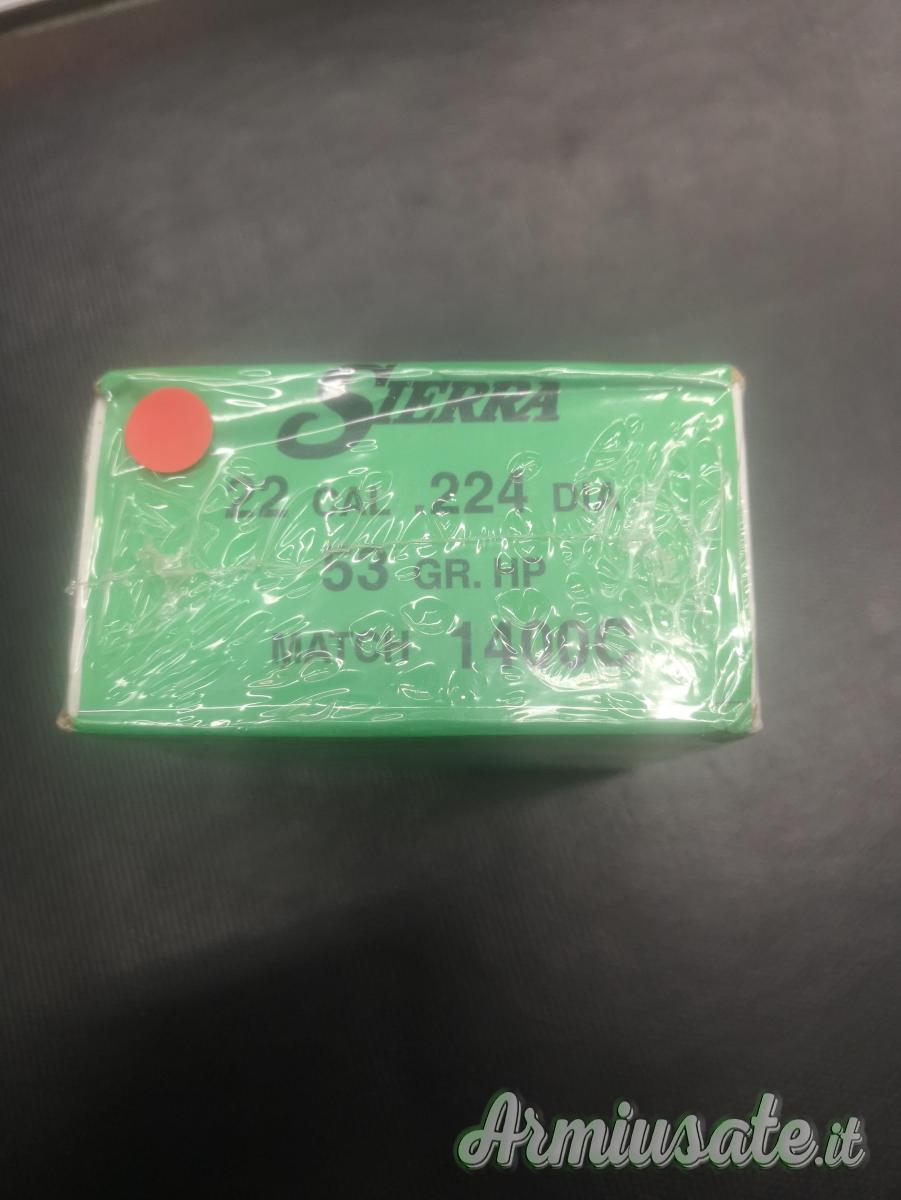 SIERRA
22 CAL .224 DIA
53 GR. HP
MATCH 1400C
Armiusate.it